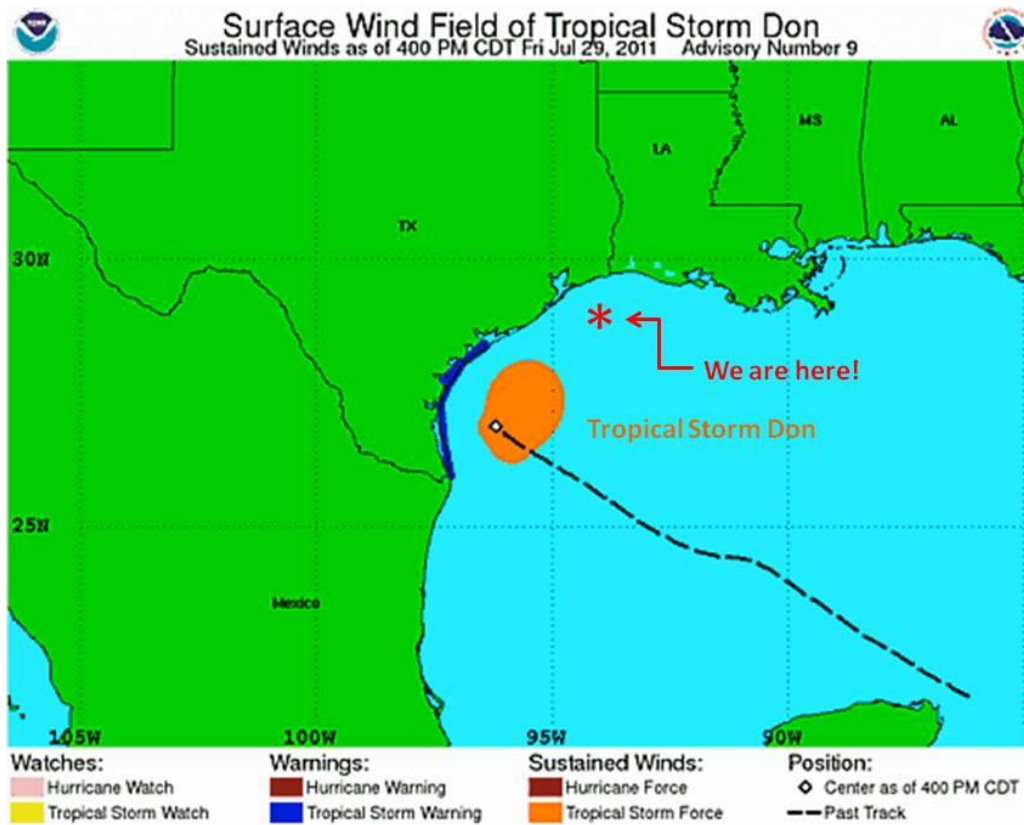 Surface Wind Field of Tropical Storm Don
Sustained Winds as of 400 PM CDT Fri Jul 29, 2011 Advisory Number 9
MS
AL
LA
TX
30N
We are here!
Tropical Storm Don
25N
Mexico
105W 100W 95W 90W
Watches: Warnings: Sustained Winds: Position:
Hurricane Watch Hurricane Warning Hurricane Force Center as of 400 PM CDT
Tropical Storm Watch Tropical Storm Warning Tropical Storm Force Past Track